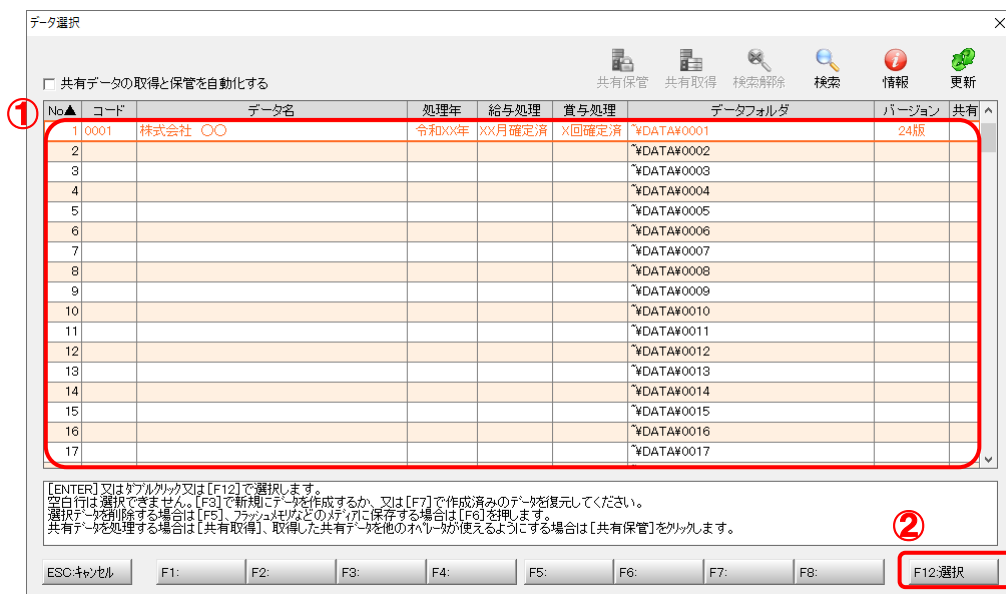 データ選択
×
□ 共有データの取得と保管を自動化する
共有保管 共有取得 検索解除 検索 情報 更新
①
No▲ コード データ名 処理年 給与処理 賞与処理 データフォルダ バージョン 共有
1 0001 株式会社 〇〇 令和XX年 XX月確定済 X回確定済 ~¥DATA¥0001 24版
2 ~¥DATA¥0002
3 ~¥DATA¥0003
4 ~¥DATA¥0004
5 ~¥DATA¥0005
6 ~¥DATA¥0006
7 ~¥DATA¥0007
8 ~¥DATA¥0008
9 ~¥DATA¥0009
10 ~¥DATA¥0010
11 ~¥DATA¥0011
12 ~¥DATA¥0012
13 ~¥DATA¥0013
14 ~¥DATA¥0014
15 ~¥DATA¥0015
16 ~¥DATA¥0016
17 ~¥DATA¥0017
[ENTER]又はダブルクリック又は[F12]で選択します。
空白行は選択できません。[F3]で新規にデータを作成するか、又は[F7]で作成済みのデータを復元してください。
選択データを削除する場合は[F5]、フラッシュメモリなどのメディアに保存する場合は[F6]を押します。
共有データを処理する場合は[共有取得]、取得した共有データを他のオペレータが使えるようにする場合は[共有保管]をクリックします。
②
ESC:キャンセル F1: F2: F3: F4: F5: F6: F7: F8: F12:選択